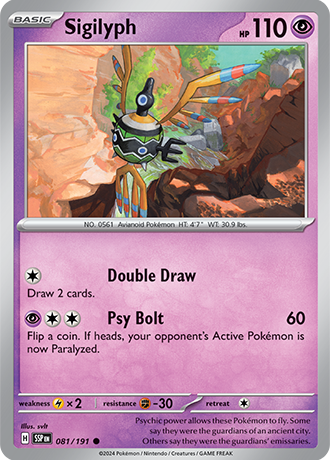 BASIC
Sigilyph
HP 110
NO. 0561 Avianoid Pokémon HT: 4'7" WT: 30.9 lbs.
Double Draw
Draw 2 cards.
Psy Bolt 60
Flip a coin. If heads, your opponent's Active Pokémon is
now Paralyzed.
Illus. svlt
weakness ×2 resistance -30 retreat
H SSP EN 081/191
Psychic power allows these Pokémon to fly. Some
say they were the guardians of an ancient city.
Others say they were the guardians' emissaries.
©2024 Pokémon / Nintendo / Creatures / GAME FREAK